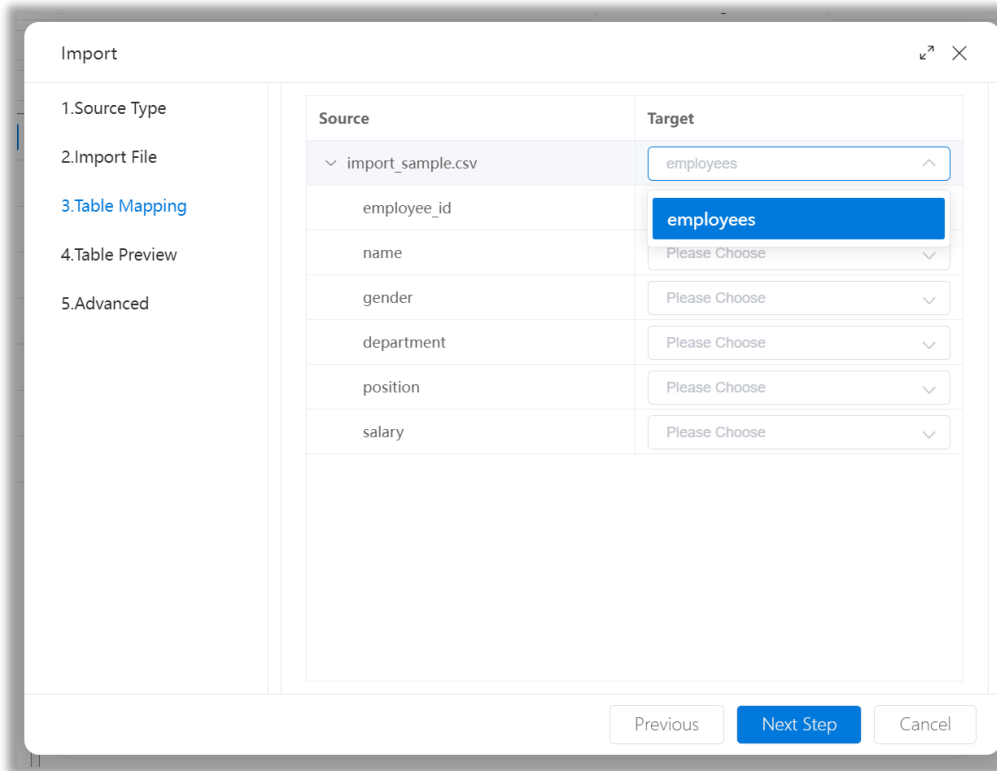 Import
1.Source Type
2.Import File
3.Table Mapping
4.Table Preview
5.Advanced
Source Target
import_sample.csv employees
employee_id employees
name Please Choose
gender Please Choose
department Please Choose
position Please Choose
salary Please Choose
Previous Next Step Cancel